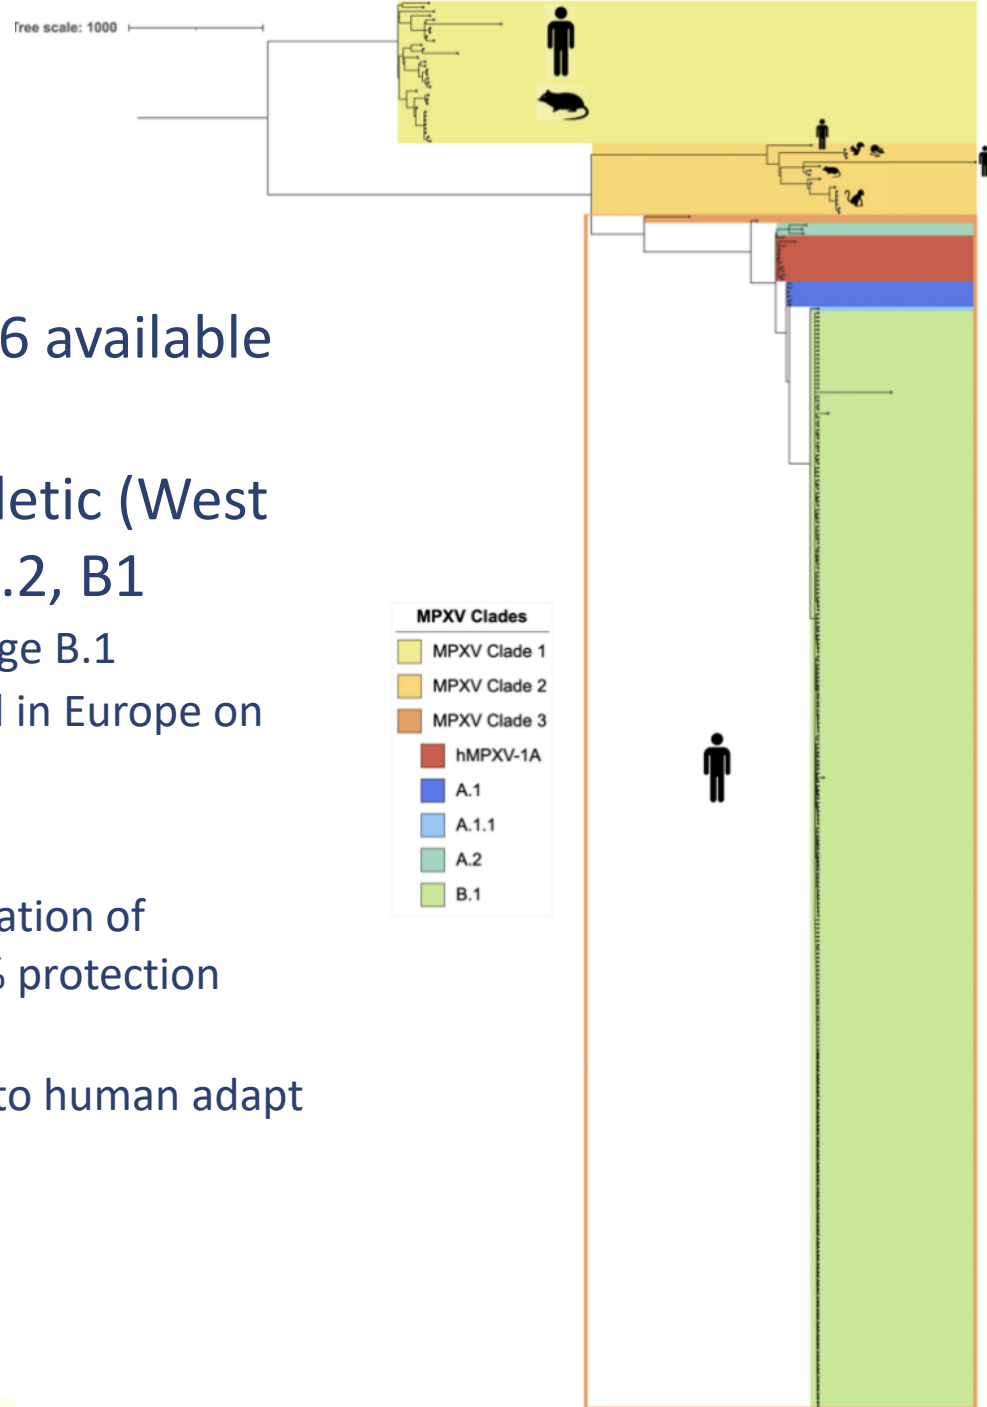 Tree scale: 1000
6 available
letic (West
.2, B1
ge B.1
in Europe on
ation of
% protection
to human adapt
MPXV Clades
MPXV Clade 1
MPXV Clade 2
MPXV Clade 3
hMPXV-1A
A.1
A.1.1
A.2
B.1